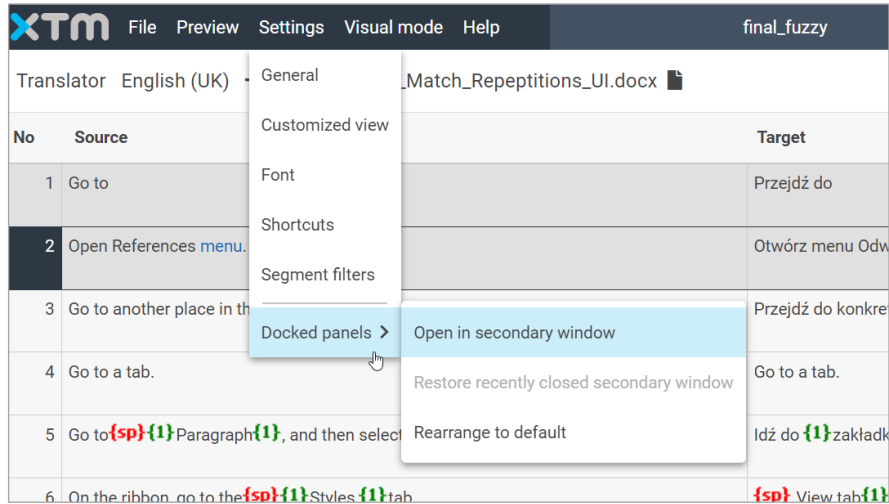 XTM File Preview Settings Visual mode Help final_fuzzy
Translator English (UK) _Match_Repeptitions_UI.docx
No Source Target
General
Customized view
Font
Shortcuts
Segment filters
Docked panels >
Open in secondary window
Restore recently closed secondary window
Rearrange to default
1 Go to Przejdź do
2 Open References menu. Otwórz menu
3 Go to another place in Przejdź do
4 Go to a tab. Go to a tab.
5 Go to{sp}{1}Paragraph{1}, and then select Idź do {1}
6 On the ribbon, go to the{sp}{1}Styles {1}tab {sp} View tab{1}